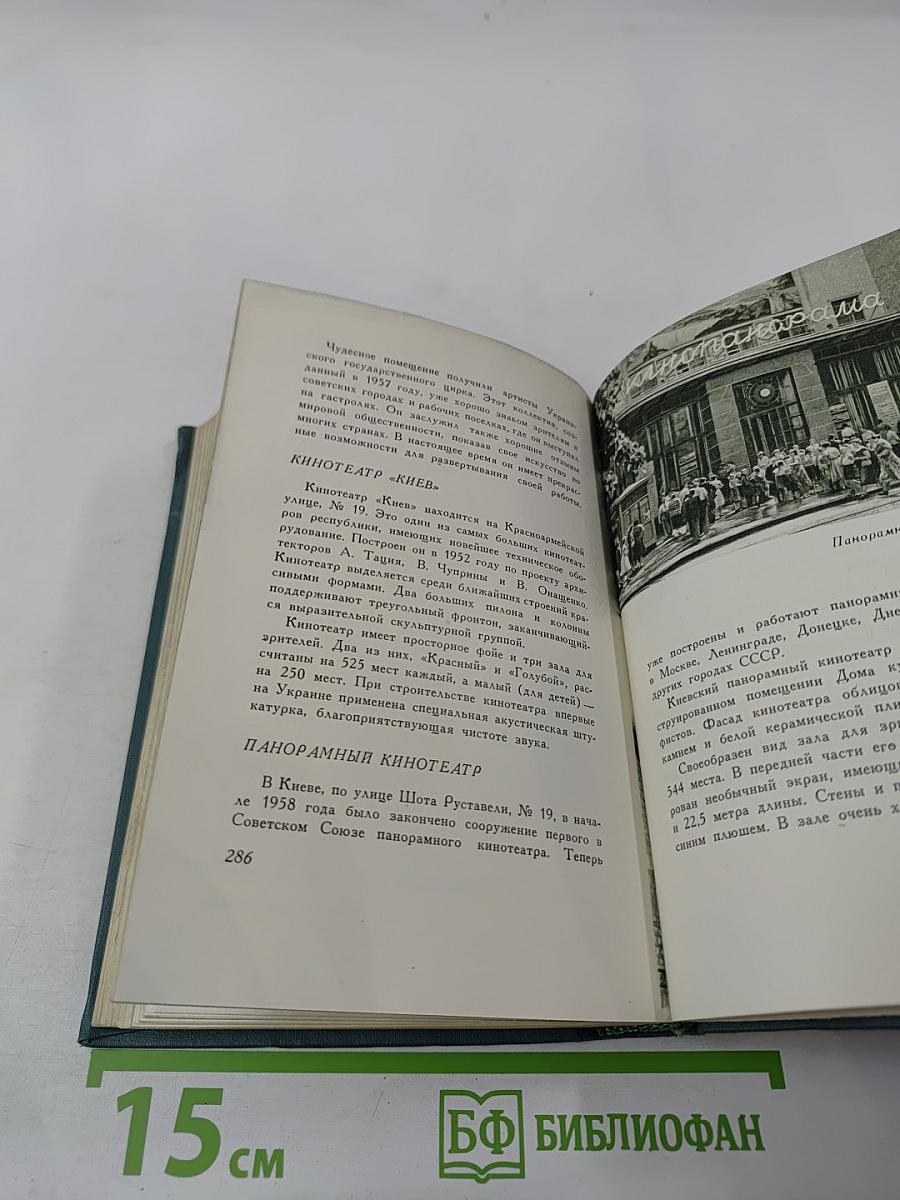 Чудесное помещение получили артисты Украин-
ского государственного цирка. Этот коллектив, соз-
данный в 1957 году, уже хорошо знаком зрителям в
советских городах и рабочих поселках, где он выступал
на гастролях. Он заслужил также хорошие отзывы
мировой общественности, показав свое искусство во
многих странах. В настоящее время он имеет прекрас-
ные возможности для развертывания своей работы.
КИНОТЕАТР «КИЕВ»
Кинотеатр «Киев» находится на Красноармейской
улице, № 19. Это один из самых больших кинотеат-
ров республики, имеющих новейшее техническое обо-
рудование. Построен он в 1952 году по проекту архи-
текторов А. Тация, В. Чуприны и В. Онащенко.
Кинотеатр выделяется среди ближайших строений кра-
сивыми формами. Два больших пилона и колонны
поддерживают треугольный фронтон, заканчивающий-
ся выразительной скульптурной группой.
Кинотеатр имеет просторное фойе и три зала для
зрителей. Два из них, «Красный» и «Голубой», рас-
считаны на 525 мест каждый, а малый (для детей) —
на 250 мест. При строительстве кинотеатра впервые
на Украине применена специальная акустическая шту-
катурка, благоприятствующая чистоте звука.
ПАНОРАМНЫЙ КИНОТЕАТР
В Киеве, по улице Шота Руставели, № 19, в нача-
ле 1958 года было закончено сооружение первого в
Советском Союзе панорамного кинотеатра. Теперь
286
кинопанорама
Панорамн
уже построены и работают панорамн
в Москве, Ленинграде, Донецке, Дне
других городах СССР.
Киевский панорамный кинотеатр
струированном помещении Дома ку
фистов. Фасад кинотеатра облицо
камнем и белой керамической пли
Своеобразен вид зала для зр
544 места. В передней части его
рован необычный экран, имеющ
и 22,5 метра длины. Стены и п
синим плюшем. В зале очень х
15 см
БФ БИБЛИОФАН